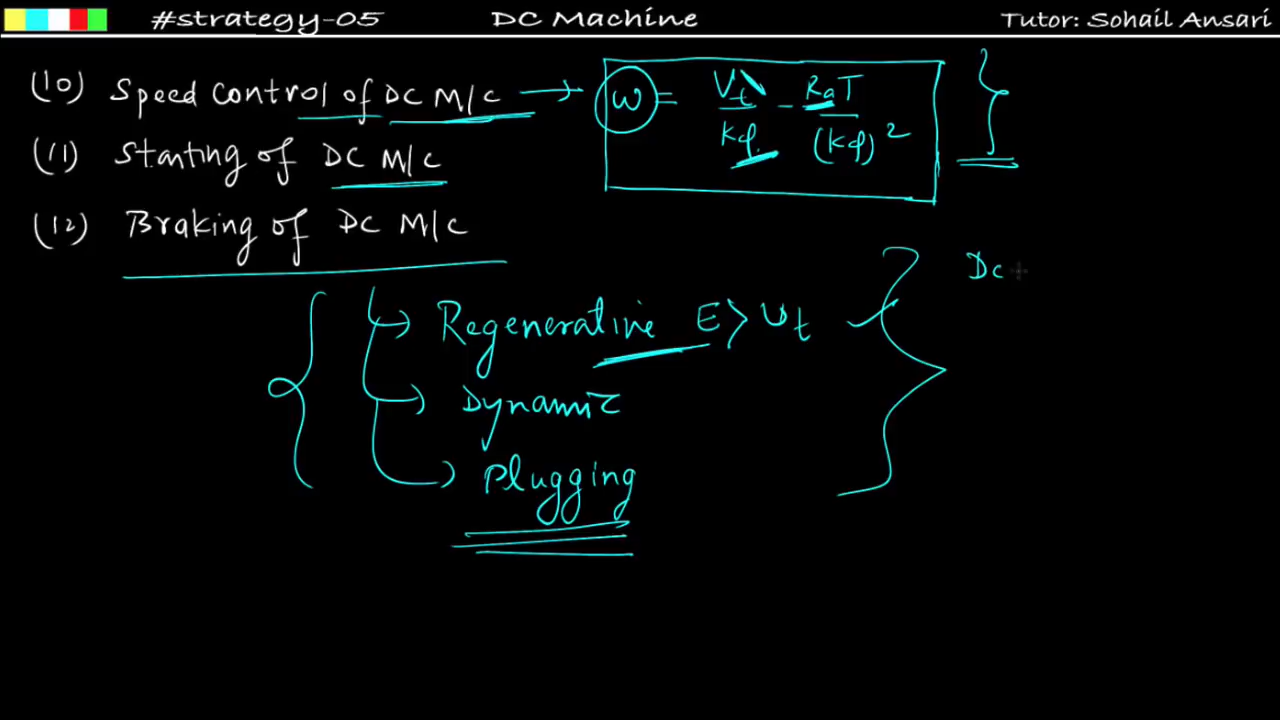 #strategy-05 DC Machine Tutor: Sohail Ansari
(10) Speed control of DC M/C → ω = Vt/Kφ - RaT/(Kφ)²
(11) Starting of DC M/C
(12) Braking of DC M/C
Dc
→ Regenerative E > Vt
→ Dynamic
→ Plugging